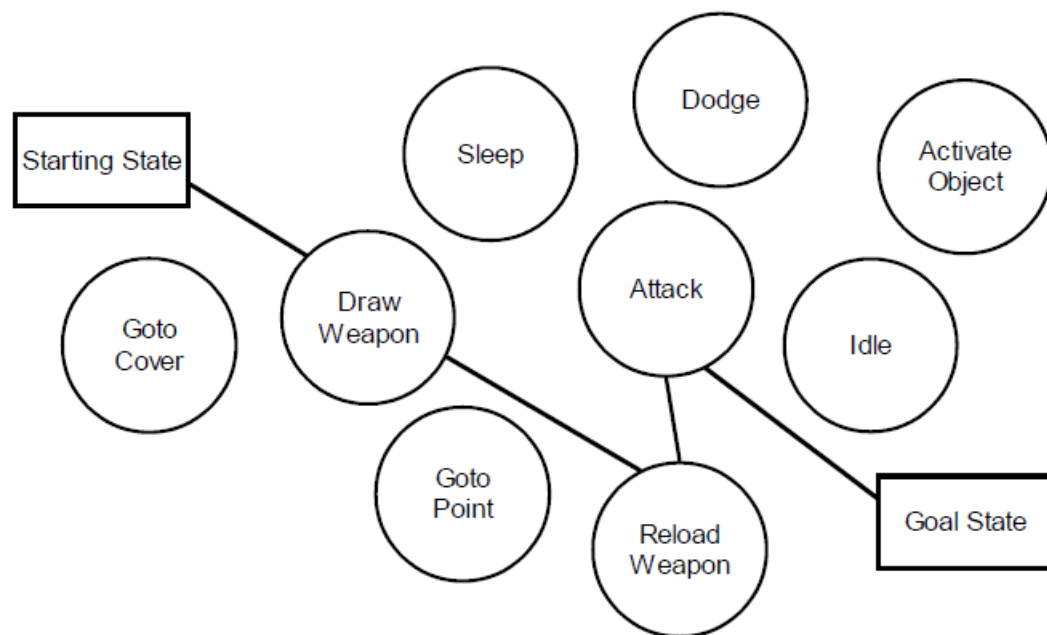 Dodge
Sleep
Activate
Object
Starting State
Attack
Draw
Weapon
Goto
Cover
Idle
Goto
Point
Goal State
Reload
Weapon